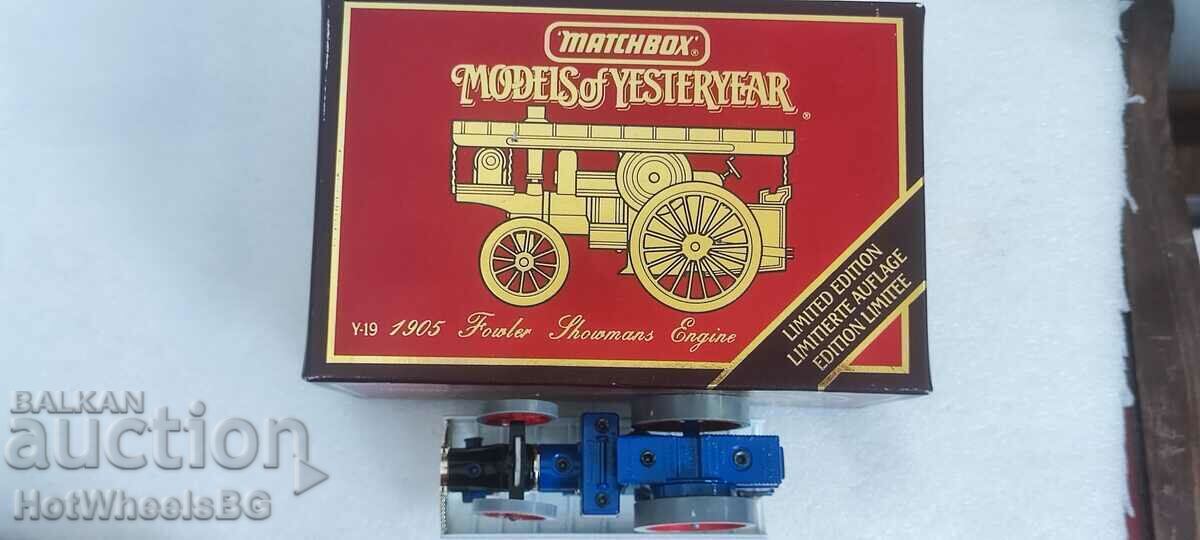 MATCHBOX®
MODELS of YESTERYEAR®
Y-19 1905 Fowler Showmans Engine
LIMITED EDITION
LIMITIERTE AUFLAGE
EDITION LIMITEE
BALKAN
auction
HotWheelsBG